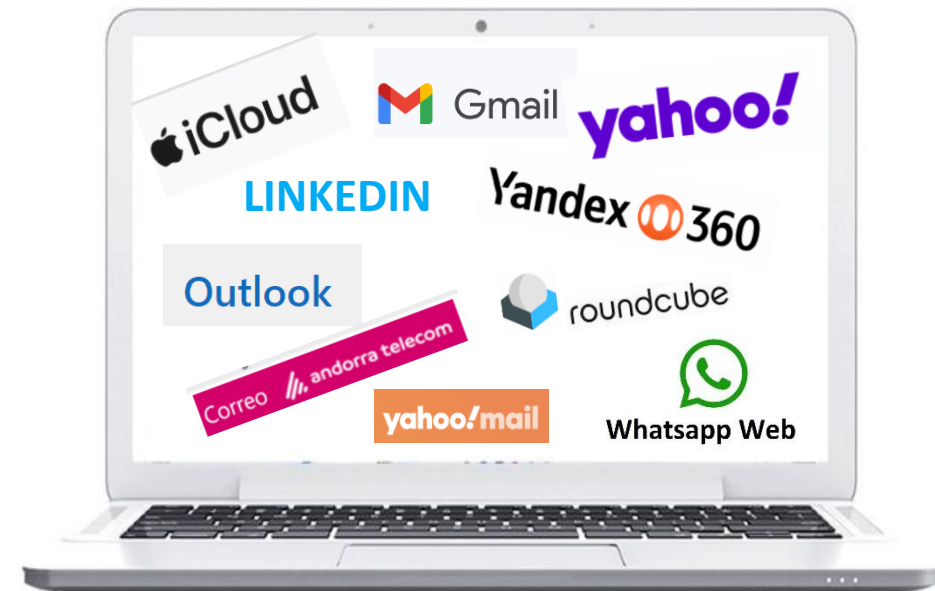 iCloud
Gmail
yahoo!
LINKEDIN
Yandex 360
Outlook
roundcube
Correo andorra telecom
yahoo!mail
Whatsapp Web